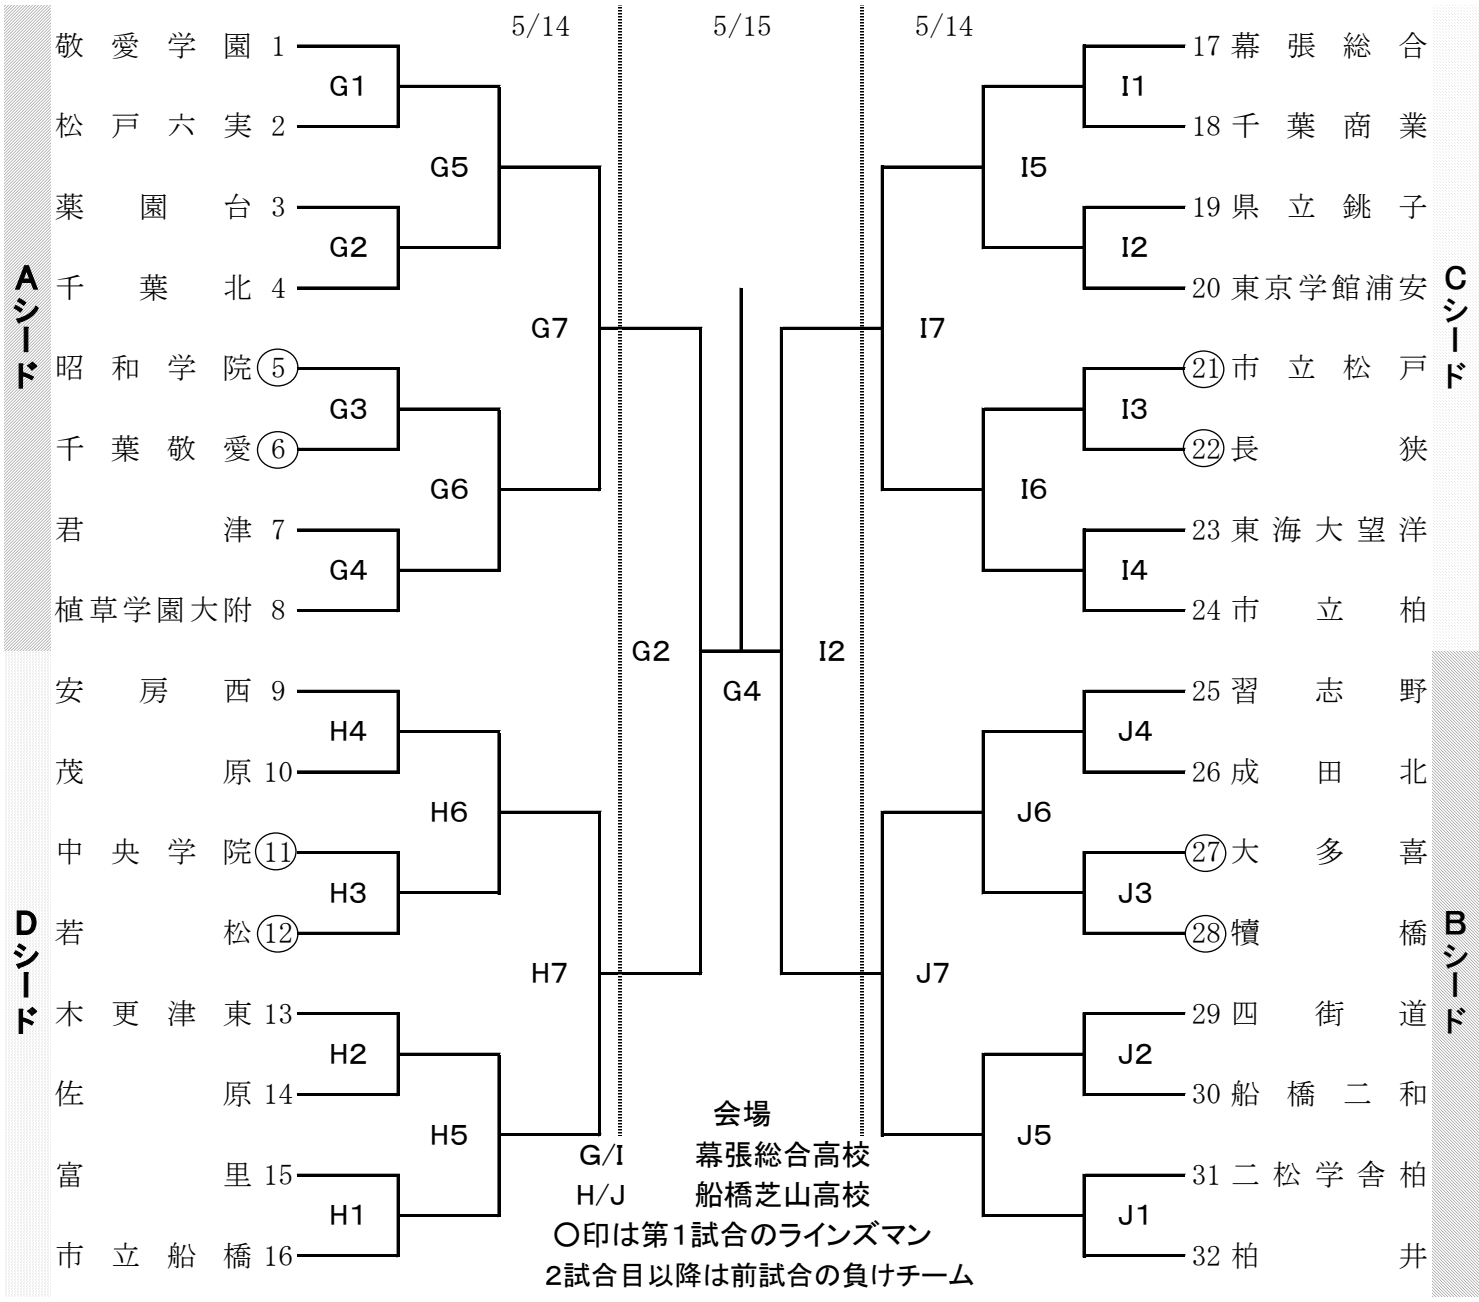 5/14
5/15
5/14
Aシード
Dシード
敬愛学園 1
松戸六実 2
薬園台 3
千葉北 4
昭和学院 ⑤
千葉敬愛 ⑥
君津 7
植草学園大附 8
安房西 9
茂原 10
中央学院 ⑪
若松 ⑫
木更津東 13
佐原 14
富里 15
市立船橋 16
G1
G2
G3
G4
H4
H3
H2
H1
G5
G6
H6
H5
G7
H7
G2
G4
I2
I7
J7
I5
I6
J6
J5
I1
I2
I3
I4
J4
J3
J2
J1
17 幕張総合
18 千葉商業
19 県立銚子
20 東京学館浦安
㉑ 市立松戸
㉒ 長狭
23 東海大望洋
24 市立柏
25 習志野
26 成田北
㉗ 大多喜
㉘ 犢橋
29 四街道
30 船橋二和
31 二松学舎柏
32 柏井
Cシード
Bシード
会場
G/I 幕張総合高校
H/J 船橋芝山高校
〇印は第1試合のラインズマン
2試合目以降は前試合の負けチーム